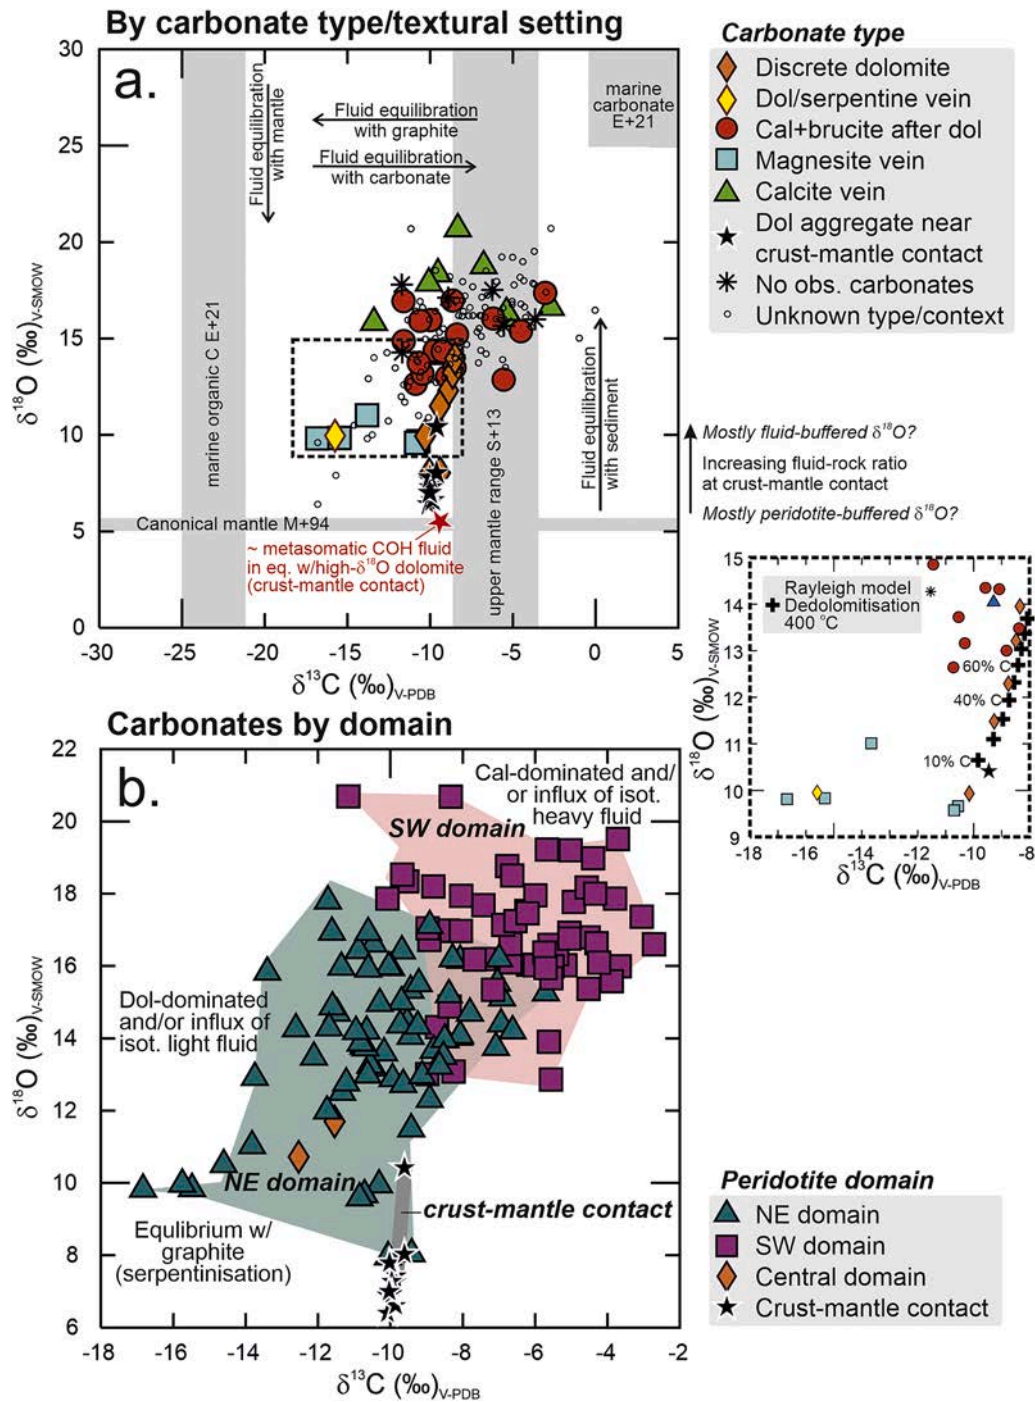 By carbonate type/textural setting
a.
30
25
20
15
10
5
0
δ18O (‰)V-SMOW
-30
-25
-20
-15
-10
-5
0
5
δ13C (‰)V-PDB
marine organic C E+21
Fluid equilibration
with mantle
Fluid equilibration
with graphite
Fluid equilibration
with carbonate
marine
carbonate
E+21
upper mantle range S+13
Fluid equilibration
with sediment
Canonical mantle M+94
~ metasomatic COH fluid
in eq. w/high-δ18O dolomite
(crust-mantle contact)
Carbonate type
Discrete dolomite
Dol/serpentine vein
Cal+brucite after dol
Magnesite vein
Calcite vein
Dol aggregate near
crust-mantle contact
No obs. carbonates
Unknown type/context
Mostly fluid-buffered δ18O?
Increasing fluid-rock ratio
at crust-mantle contact
Mostly peridotite-buffered δ18O?
15
14
13
12
11
10
9
δ18O (‰)V-SMOW
Rayleigh model
Dedolomitisation
400 °C
60% C
40% C
10% C
-18
-16
-14
-12
-10
-8
δ13C (‰)V-PDB
Carbonates by domain
b.
22
20
18
16
14
12
10
8
6
δ18O (‰)V-SMOW
Cal-dominated and/
or influx of isot.
heavy fluid
SW domain
Dol-dominated
and/or influx of
isot. light fluid
NE domain
crust-mantle contact
Equlibrium w/
graphite
(serpentinisation)
-18
-16
-14
-12
-10
-8
-6
-4
-2
δ13C (‰)V-PDB
Peridotite domain
NE domain
SW domain
Central domain
Crust-mantle contact